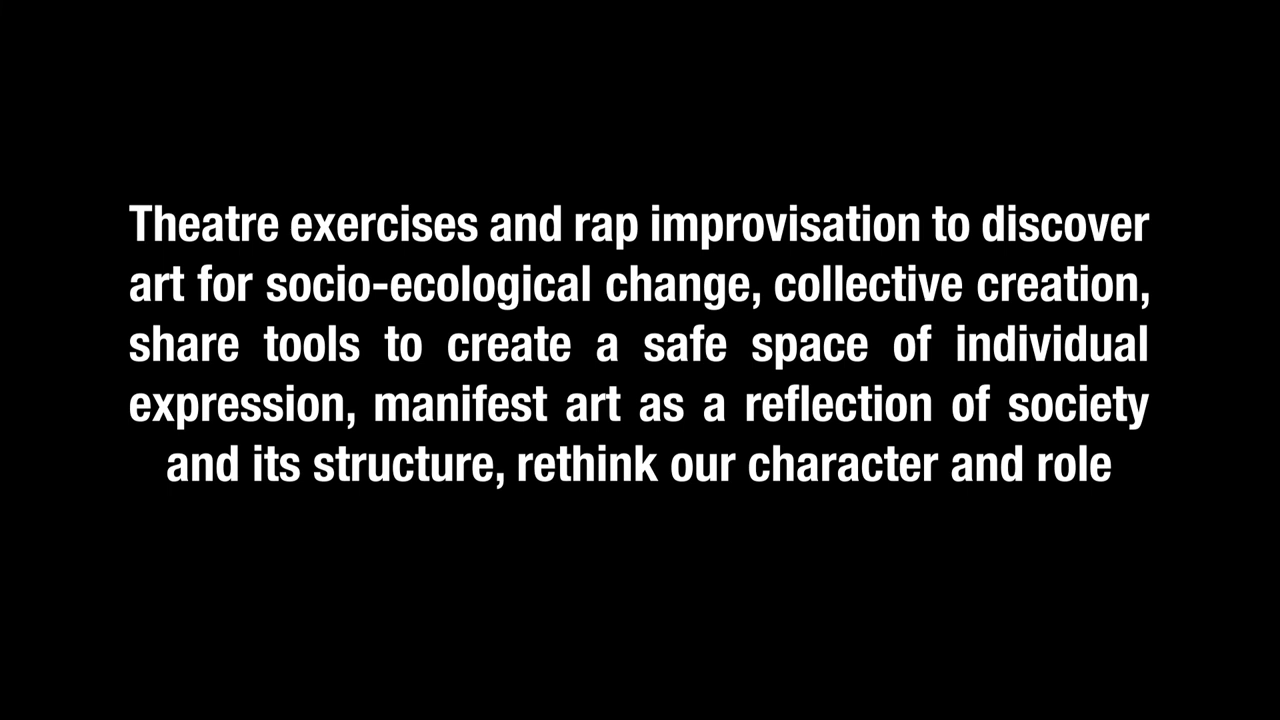 Theatre exercises and rap improvisation to discover
art for socio-ecological change, collective creation,
share tools to create a safe space of individual
expression, manifest art as a reflection of society
and its structure, rethink our character and role